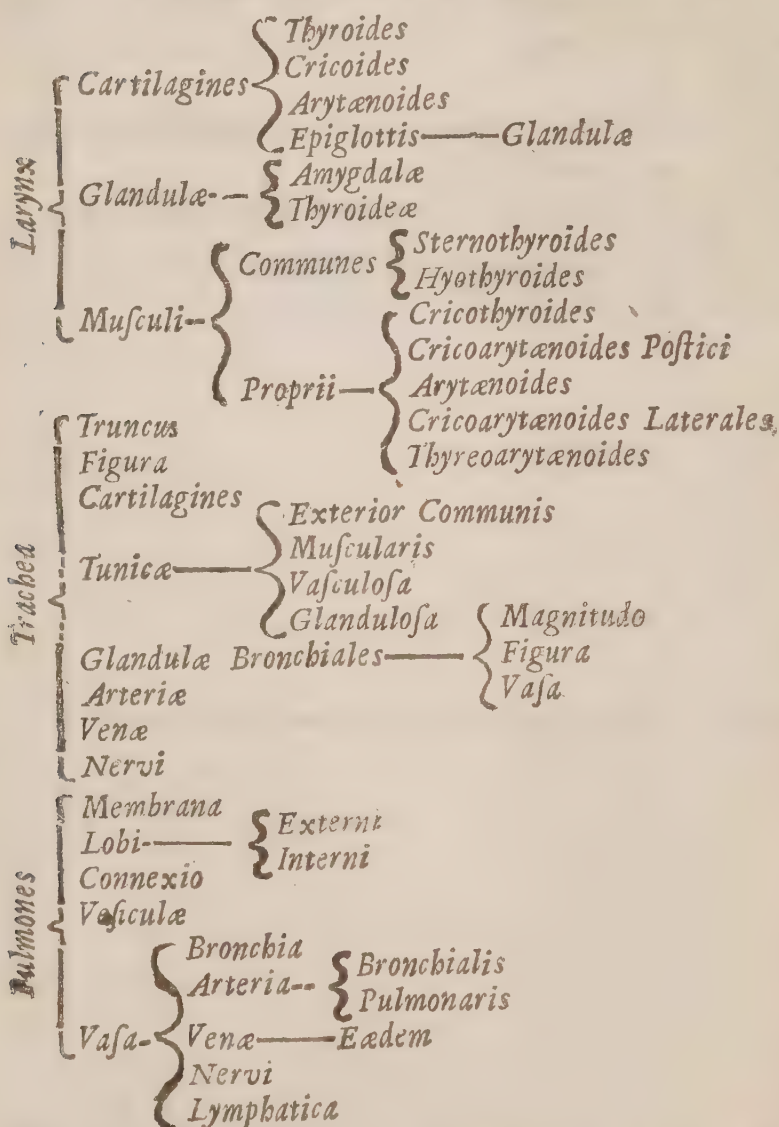 Larynx
Cartilagines
Thyroides
Cricoides
Arytænoides
Epiglottis——Glandulæ
Glandulæ--
Amygdalæ
Thyroideæ
Muſculi--
Communes
Sternothyroides
Hyothyroides
Proprii—
Cricothyroides
Cricoarytænoides Poſtici
Arytænoides
Cricoarytænoides Laterales,
Thyreoarytænoides
Trachea
Truncus
Figura
Cartilagines
Tunicæ——
Exterior Communis
Muſcularis
Vaſculoſa
Glanduloſa
Glandulæ Bronchiales——
Magnitudo
Figura
Vaſa
Arteriæ
Venæ
Nervi
Pulmones
Membrana
Lobi-——
Externi
Interni
Connexio
Veſiculæ
Vaſa-
Bronchia
Arteria--
Bronchialis
Pulmonaris
Venæ——Eædem
Nervi
Lymphatica